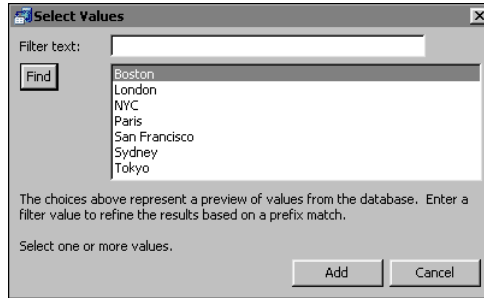 Select Values
Filter text:
Find
Boston
London
NYC
Paris
San Francisco
Sydney
Tokyo
The choices above represent a preview of values from the database. Enter a
filter value to refine the results based on a prefix match.
Select one or more values.
Add Cancel